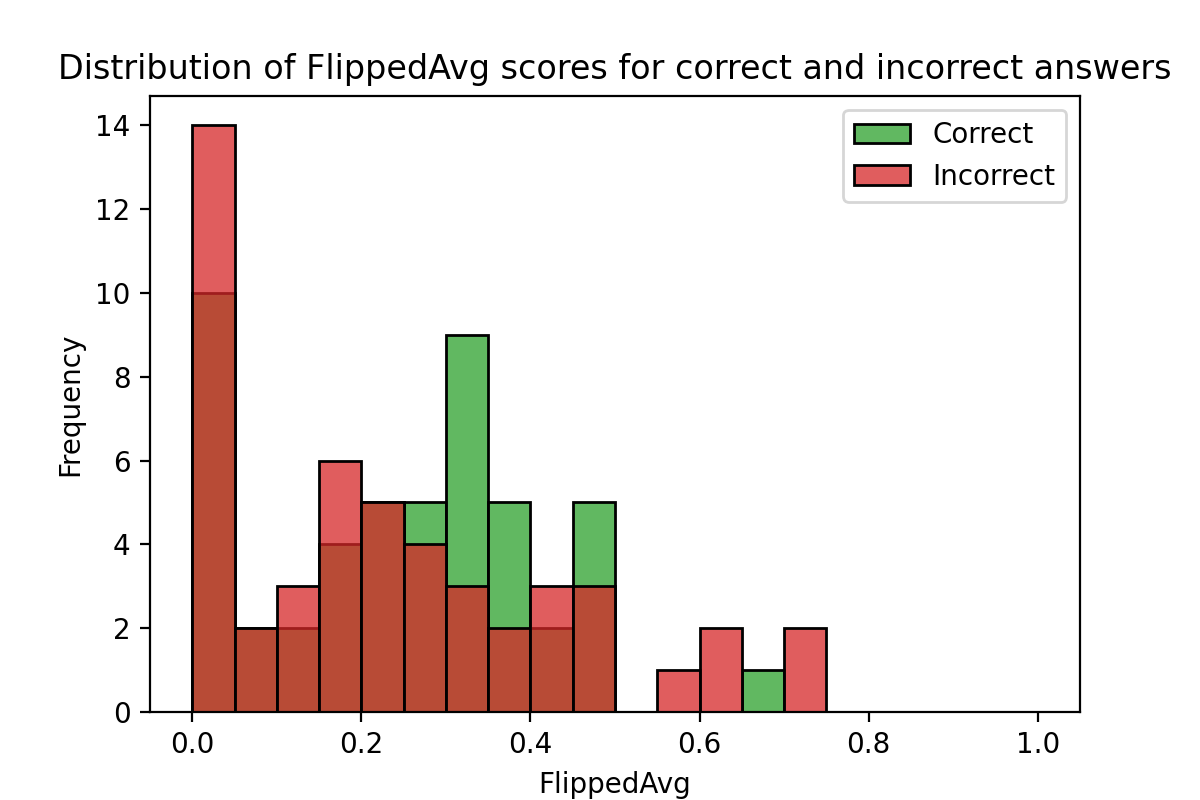 Distribution of FlippedAvg scores for correct and incorrect answers
Correct
Incorrect
14
12
10
8
6
4
2
0
Frequency
0.0 0.2 0.4 0.6 0.8 1.0
FlippedAvg